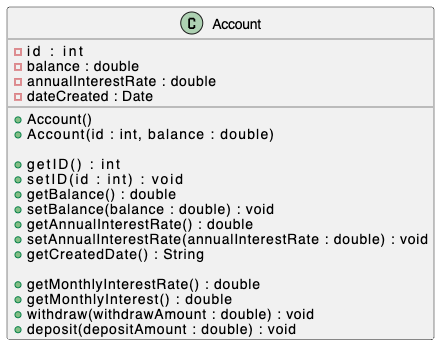 C Account
id : int
balance : double
annualInterestRate : double
dateCreated : Date
Account()
Account(id : int, balance : double)
getID() : int
setID(id : int) : void
getBalance() : double
setBalance(balance : double) : void
getAnnualInterestRate() : double
setAnnualInterestRate(annualInterestRate : double) : void
getCreatedDate() : String
getMonthlyInterestRate() : double
getMonthlyInterest() : double
withdraw(withdrawAmount : double) : void
deposit(depositAmount : double) : void